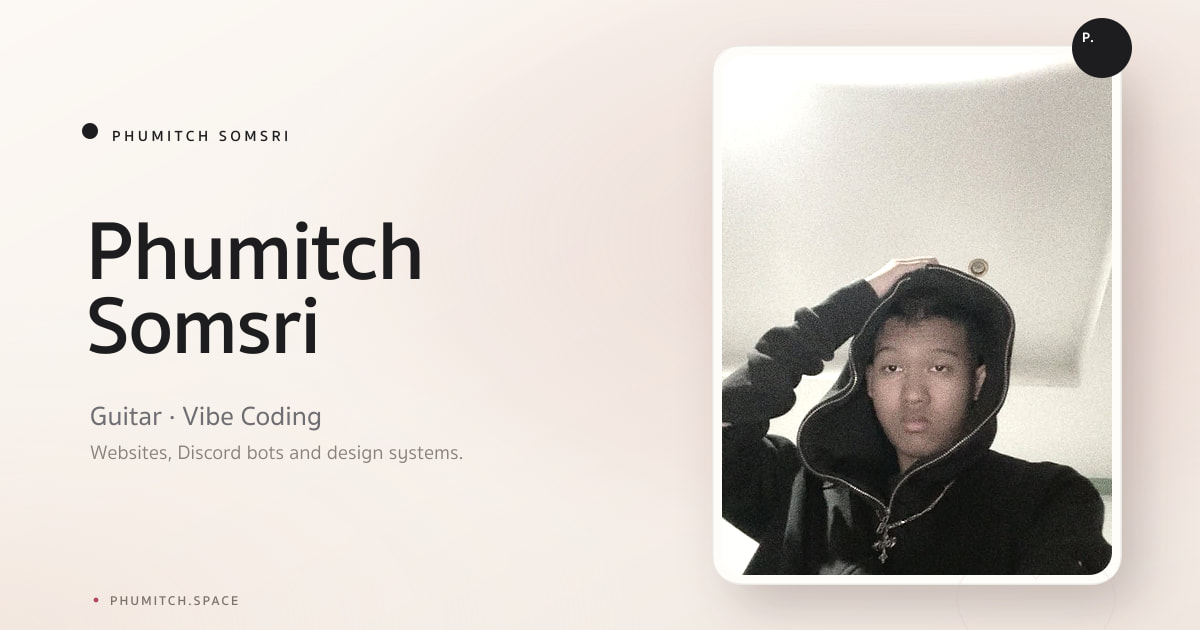 P.
PHUMITCH SOMSRI
Phumitch
Somsri
Guitar · Vibe Coding
Websites, Discord bots and design systems.
PHUMITCH.SPACE